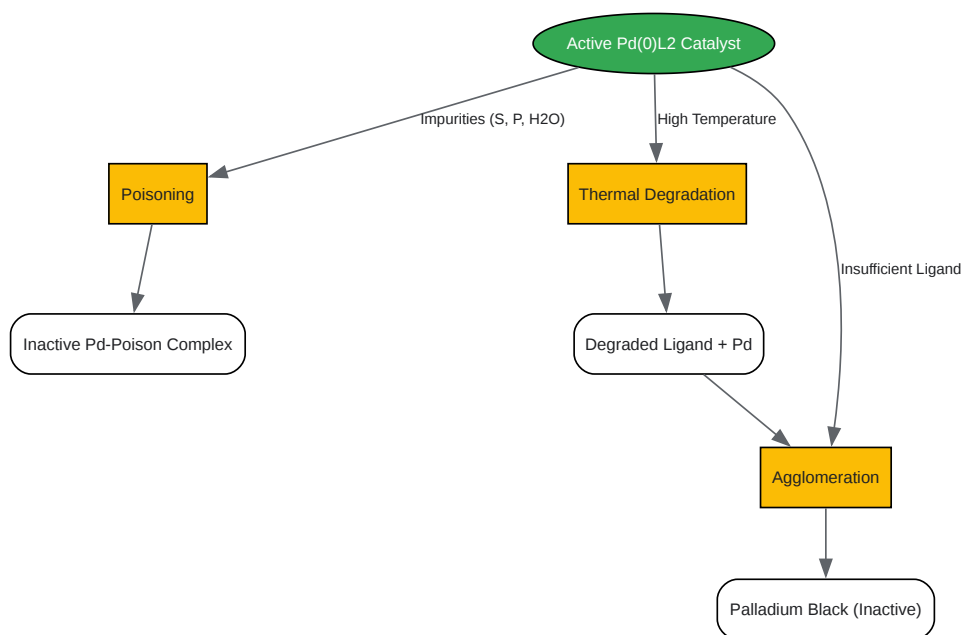 Active Pd(0)L2 Catalyst
Impurities (S, P, H2O)
High Temperature
Poisoning
Thermal Degradation
Insufficient Ligand
Inactive Pd-Poison Complex
Degraded Ligand + Pd
Agglomeration
Palladium Black (Inactive)